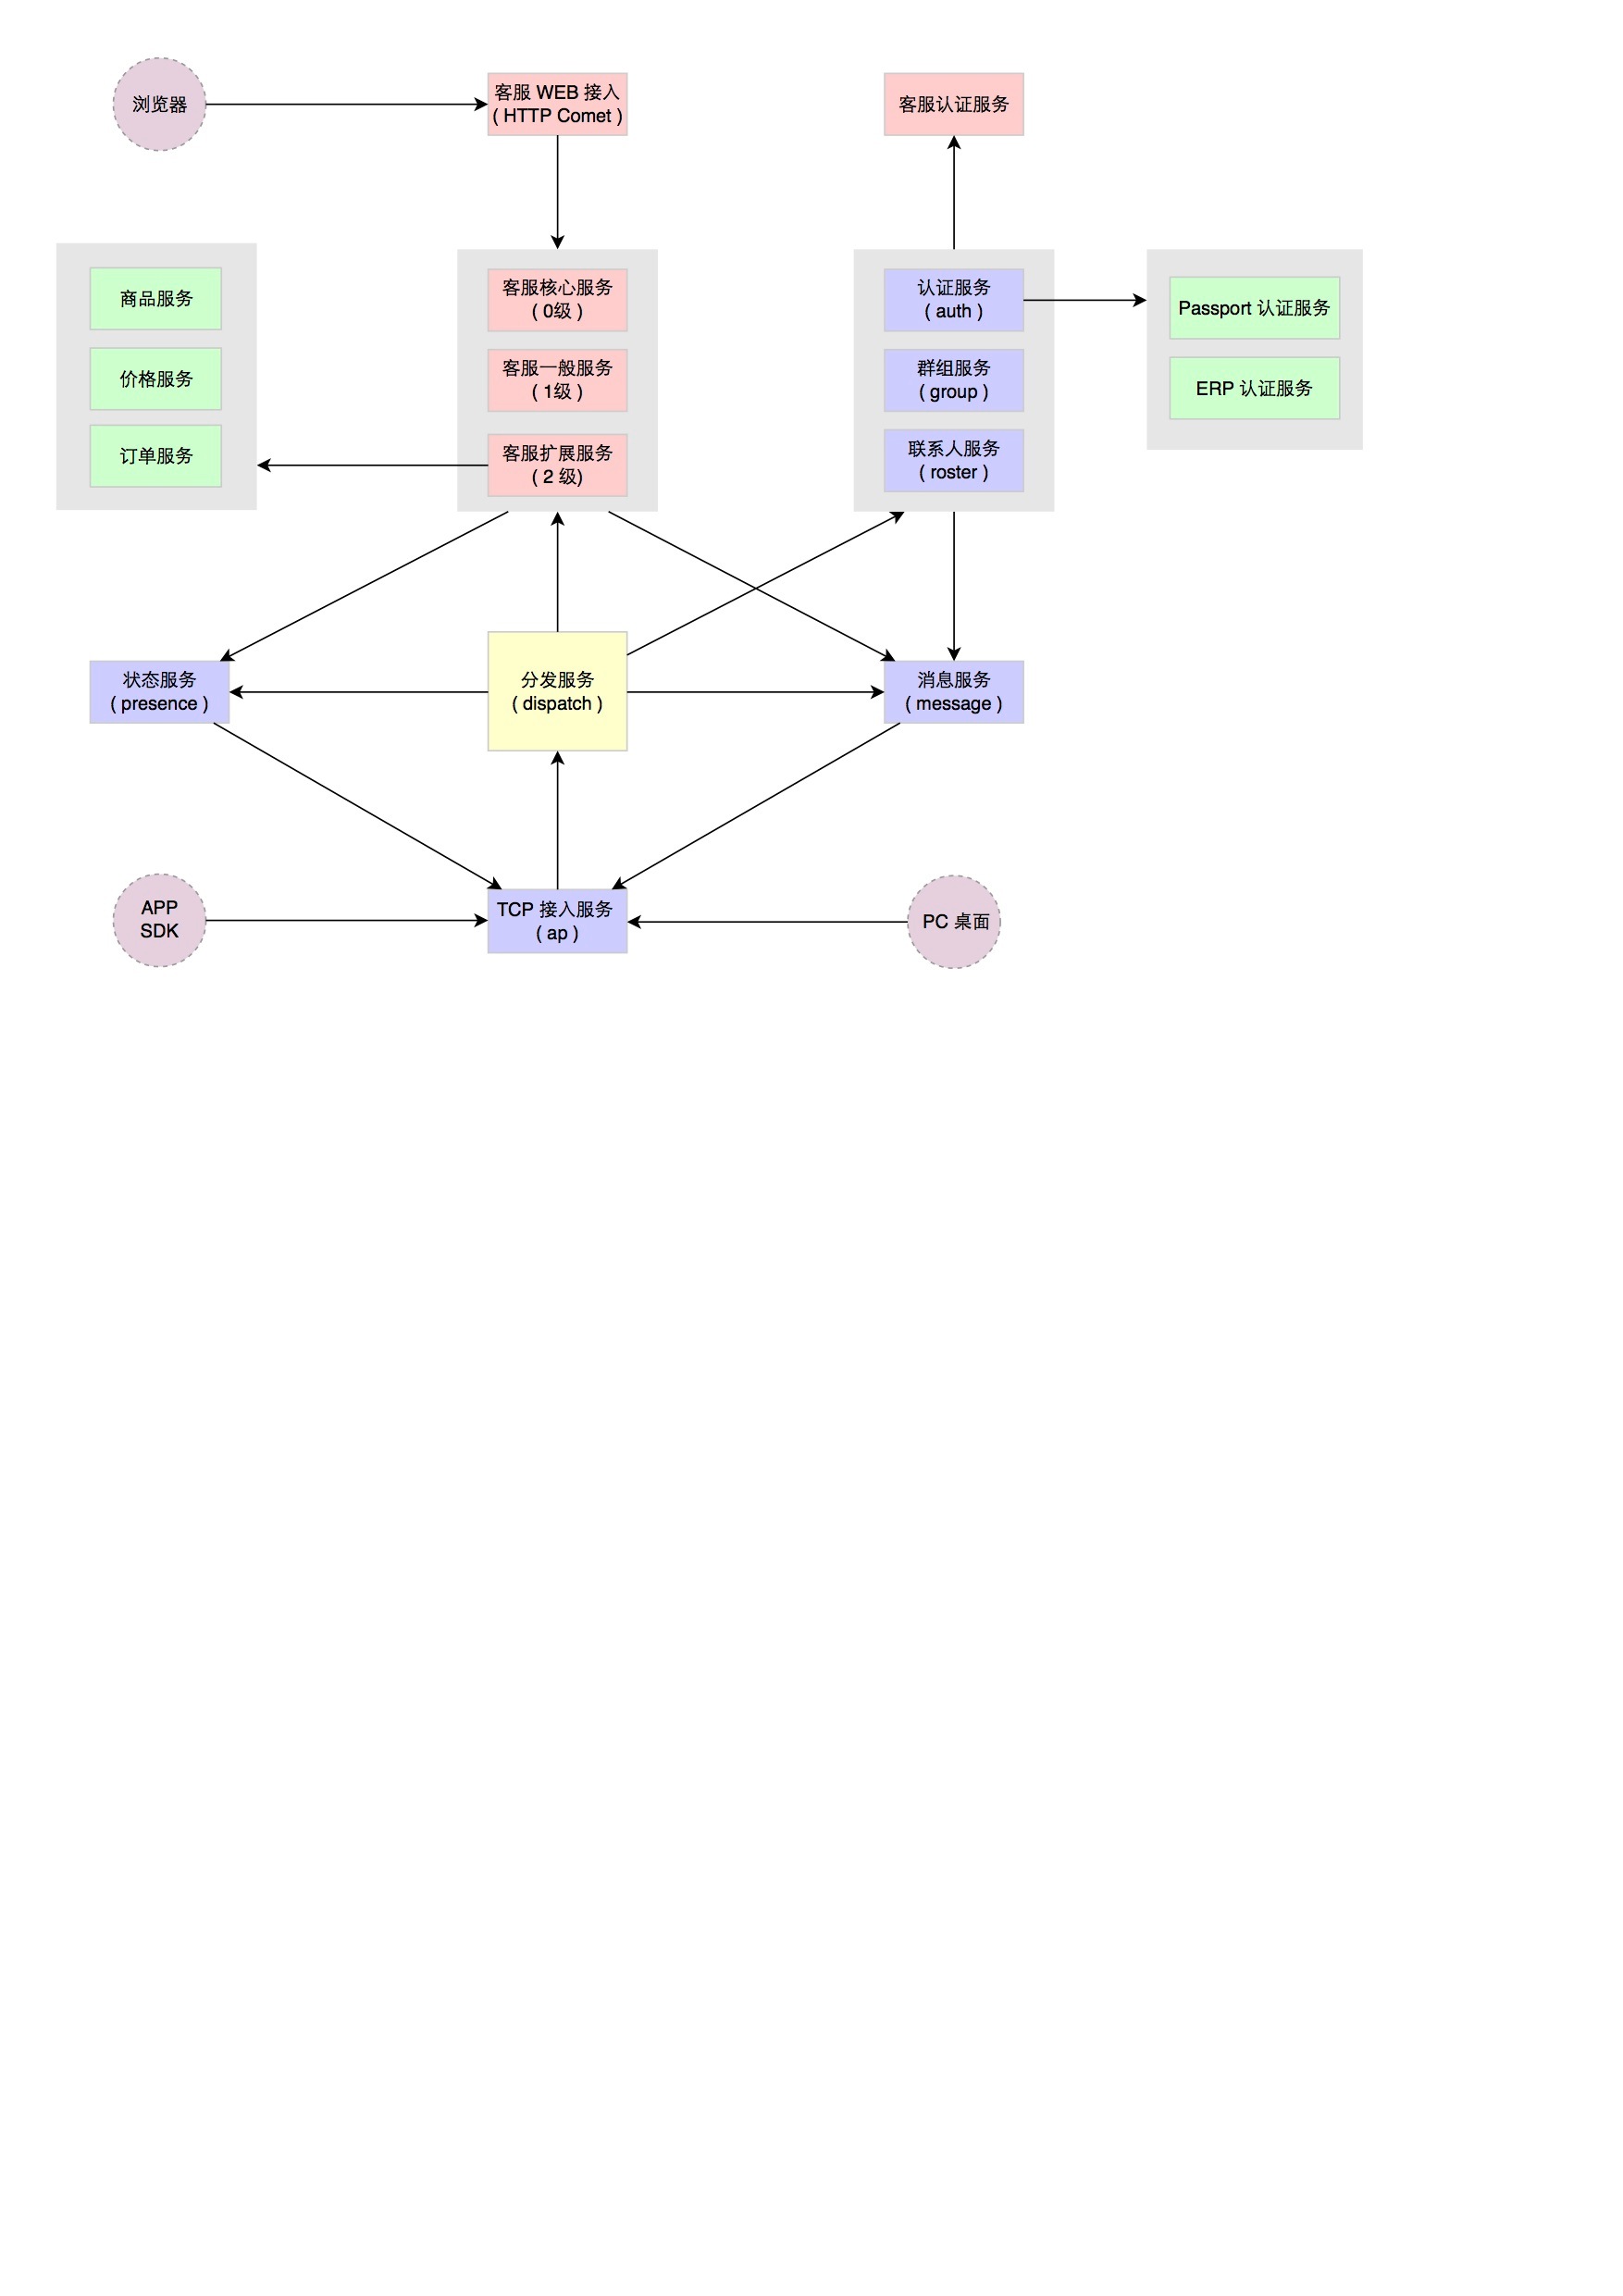 浏览器
客服 WEB 接入
( HTTP Comet )
客服认证服务
商品服务
价格服务
订单服务
客服核心服务
( 0级 )
客服一般服务
( 1级 )
客服扩展服务
( 2 级)
认证服务
( auth )
群组服务
( group )
联系人服务
( roster )
Passport 认证服务
ERP 认证服务
状态服务
( presence )
分发服务
( dispatch )
消息服务
( message )
APP
SDK
TCP 接入服务
( ap )
PC 桌面